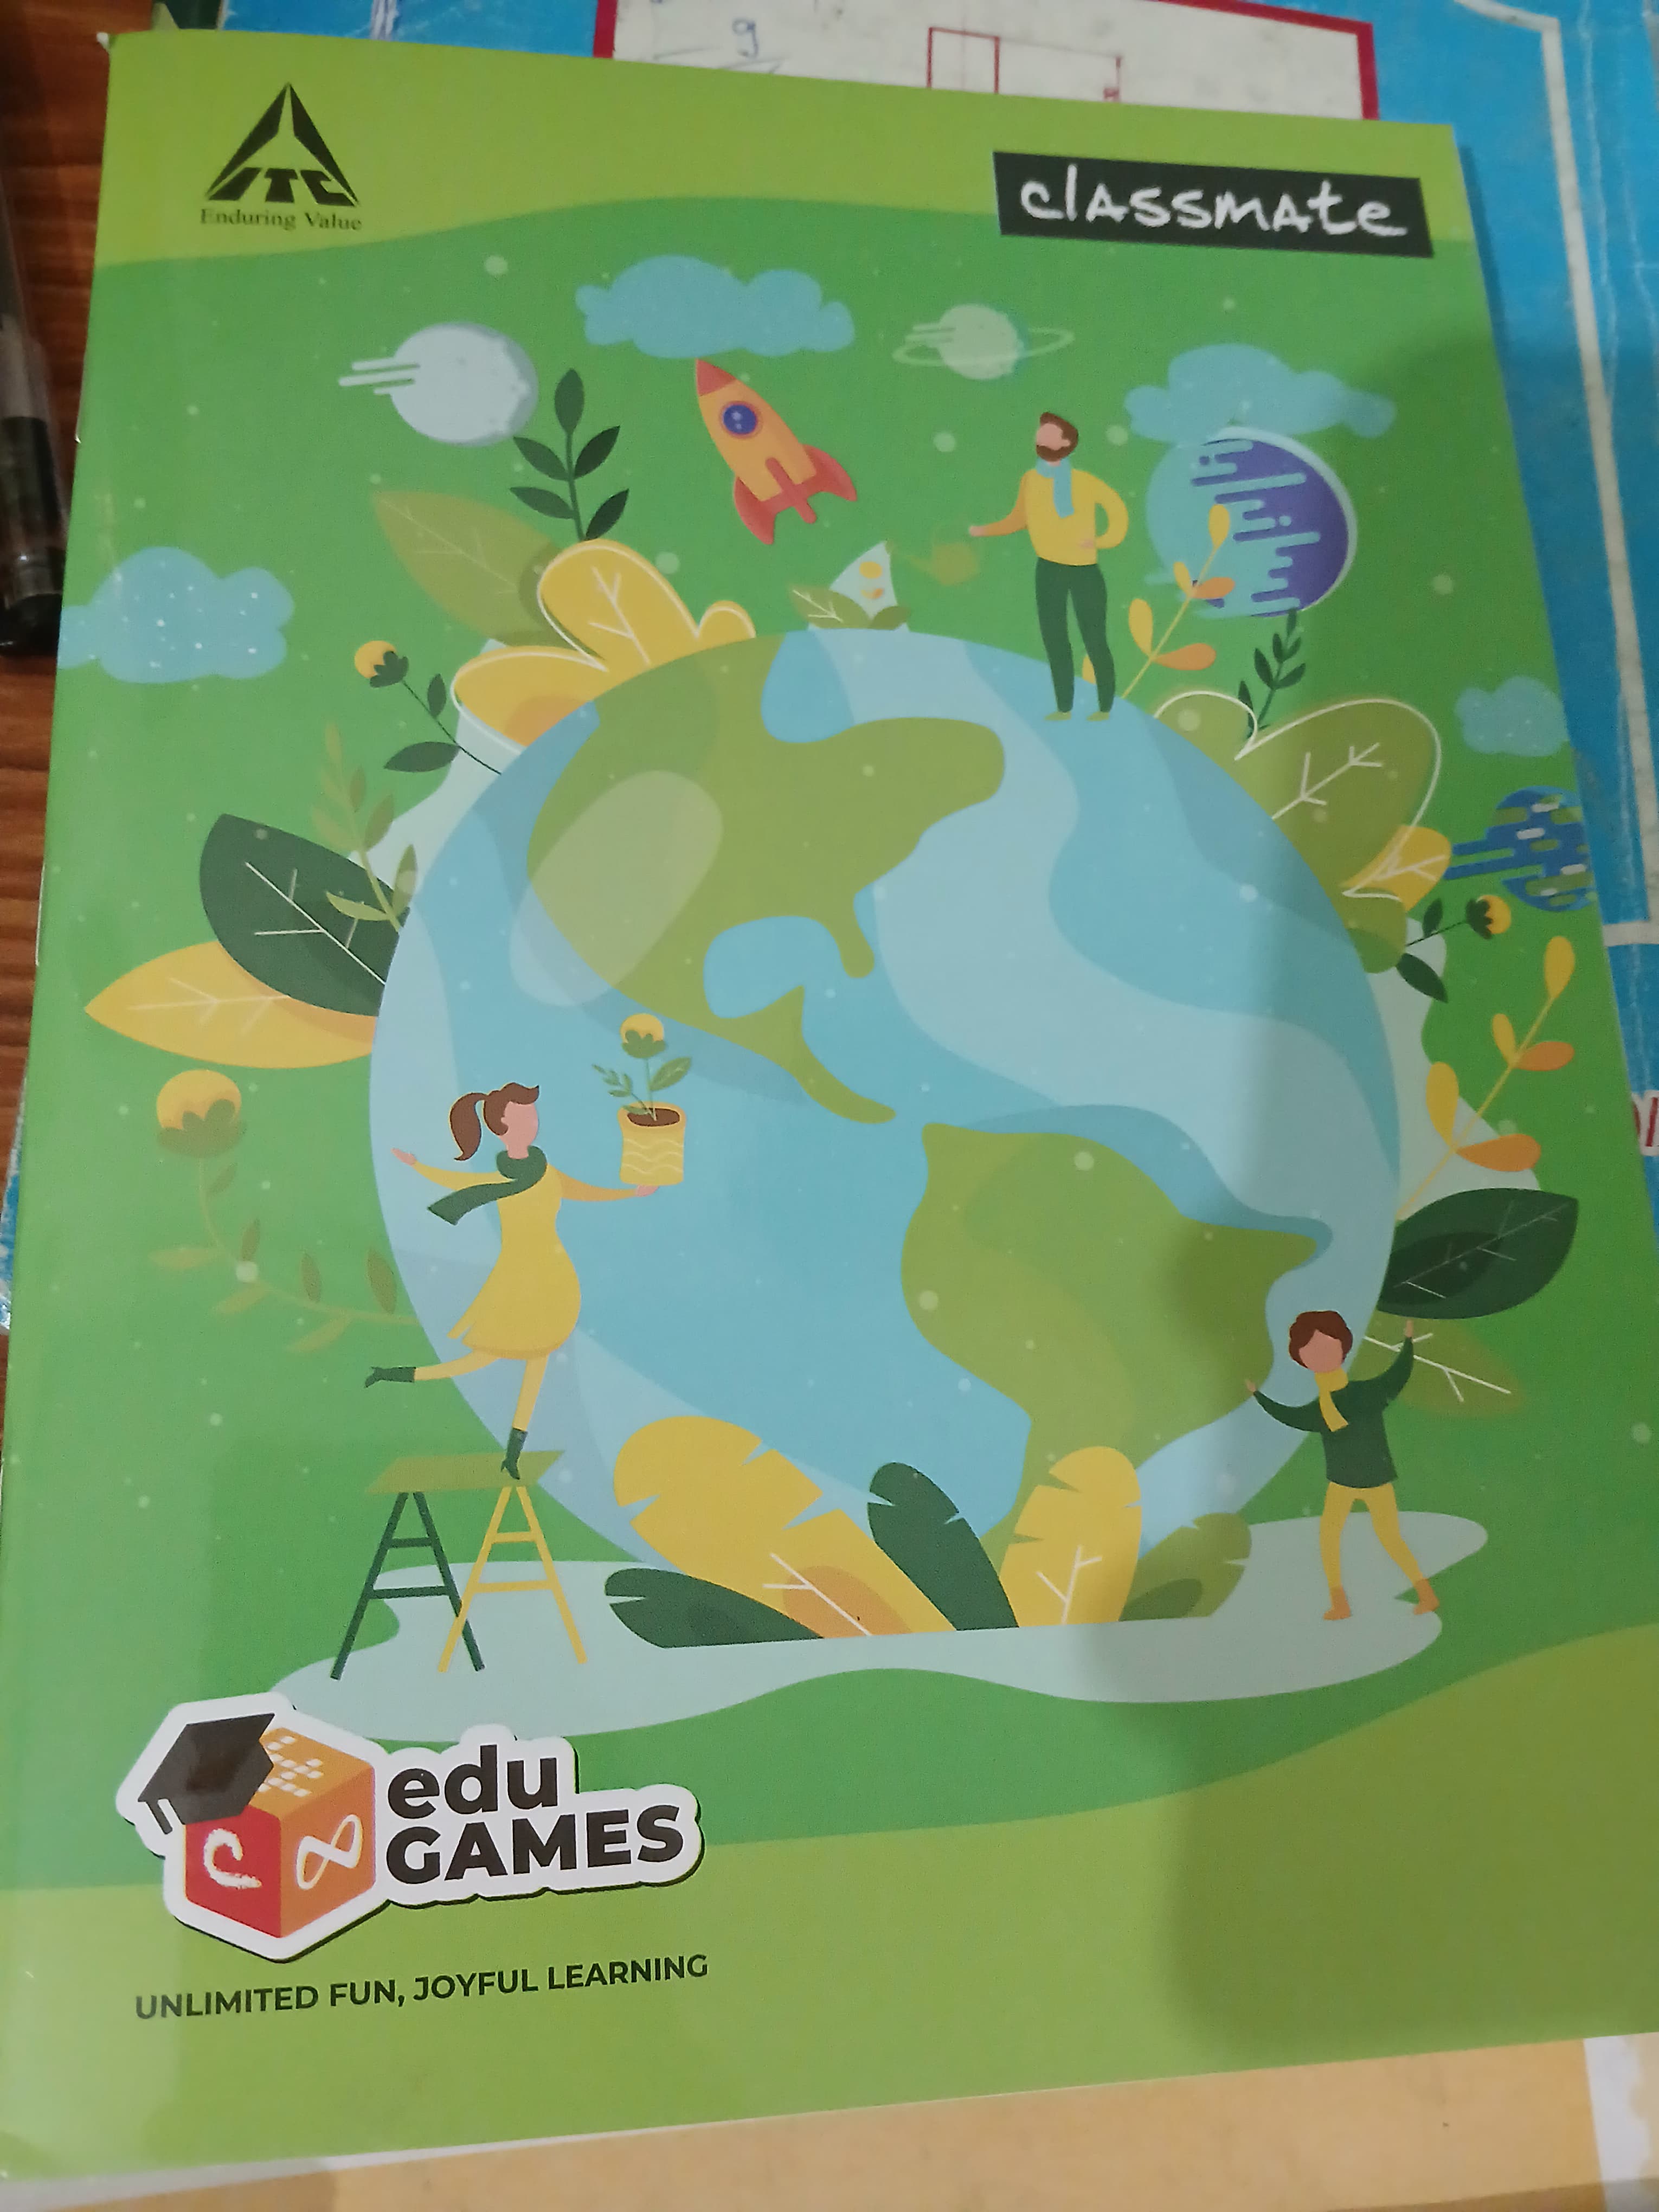 g
ITC
Enduring Value
classmate
edu
GAMES
UNLIMITED FUN, JOYFUL LEARNING